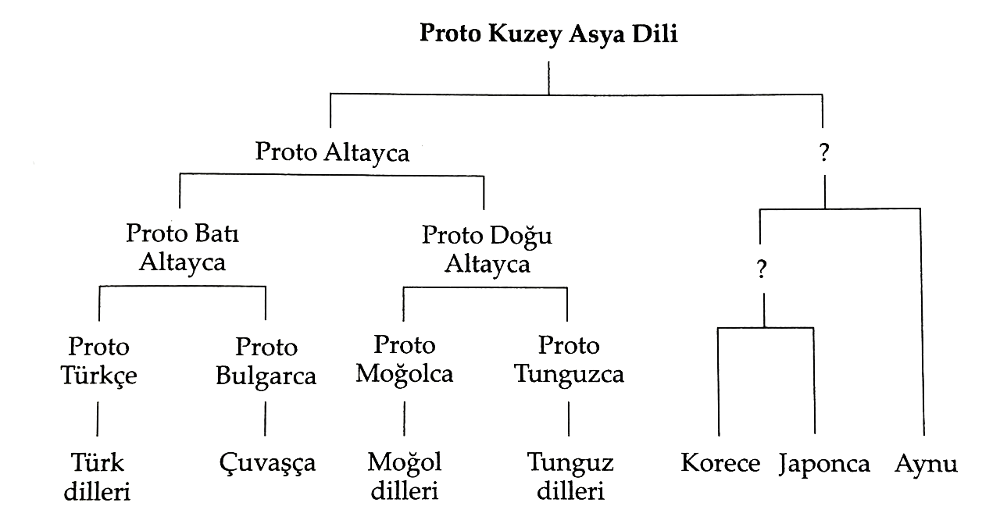 Proto Kuzey Asya Dili
Proto Altayca
?
Proto Batı
Altayca
Proto Doğu
Altayca
?
Proto
Türkçe
Proto
Bulgarca
Proto
Moğolca
Proto
Tunguzca
Türk
dilleri
Çuvaşça
Moğol
dilleri
Tunguz
dilleri
Korece
Japonca
Aynu